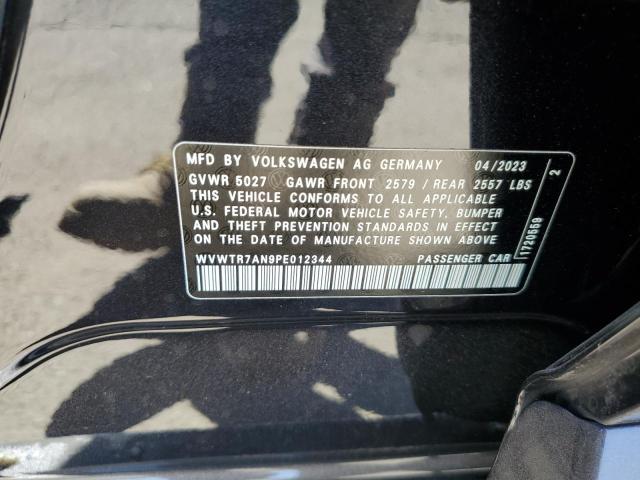 MFD BY VOLKSWAGEN AG GERMANY 04/2023
GVWR 5027 GAWR FRONT 2579 / REAR 2557 LBS
THIS VEHICLE CONFORMS TO ALL APPLICABLE
U.S. FEDERAL MOTOR VEHICLE SAFETY, BUMPER
AND THEFT PREVENTION STANDARDS IN EFFECT
ON THE DATE OF MANUFACTURE SHOWN ABOVE.
WVWTR7AN9PE012344 PASSENGER CAR
1720559 2